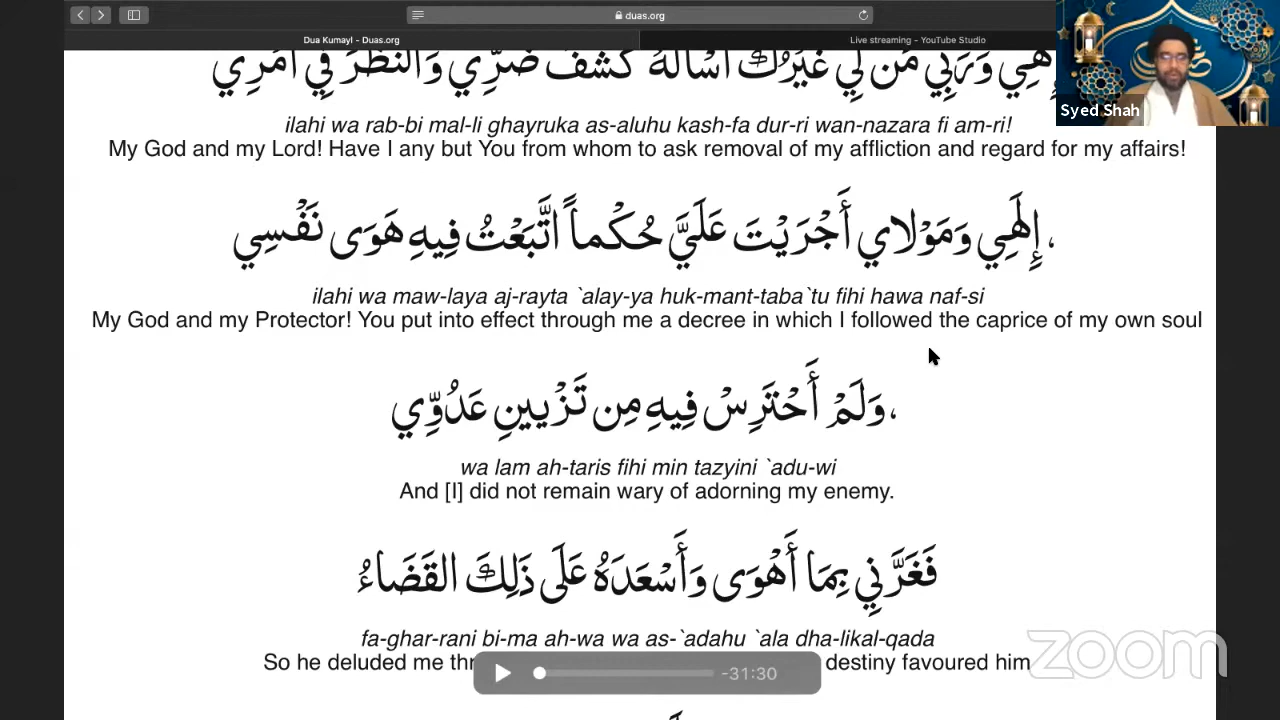 duas.org
Dua Kumayl - Duas.org
Live streaming - YouTube Studio
Syed Shah
إِلَهِي وَرَبِّي مَن لِي غَيْرُكَ أَسْأَلُهُ كَشْفَ ضُرِّي وَالنَّظَرَ فِي أَمْرِي
ilahi wa rab-bi mal-li ghayruka as-aluhu kash-fa dur-ri wan-nazara fi am-ri!
My God and my Lord! Have I any but You from whom to ask removal of my affliction and regard for my affairs!
إِلَهِي وَمَوْلاي أَجْرَيْتَ عَلَيَّ حُكْماً اتَّبَعْتُ فِيهِ هَوَى نَفْسِي،
ilahi wa maw-laya aj-rayta `alay-ya huk-mant-taba`tu fihi hawa naf-si
My God and my Protector! You put into effect through me a decree in which I followed the caprice of my own soul
وَلَمْ أَحْتَرِسْ فِيهِ مِن تَزْيينِ عَدُوِّي،
wa lam ah-taris fihi min tazyini `adu-wi
And [I] did not remain wary of adorning my enemy.
فَغَرَّنِي بِمَا أَهْوَى وَأَسْعَدَهُ عَلَى ذَلِكَ القَضَاءُ
fa-ghar-rani bi-ma ah-wa wa as-`adahu `ala dha-likal-qada
So he deluded me destiny favoured him
-31:30
zoom